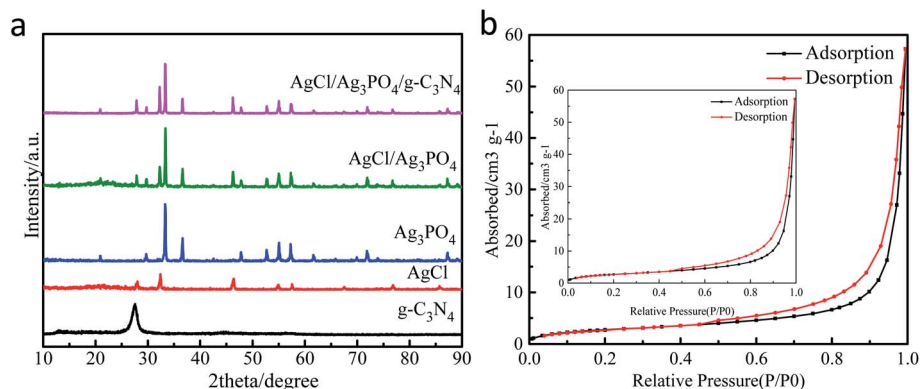 a
AgCl/Ag₃PO₄/g-C₃N₄
AgCl/Ag₃PO₄
Ag₃PO₄
AgCl
g-C₃N₄
Intensity/a.u.
10 20 30 40 50 60 70 80 90
2theta/degree
b
60
50
40
30
20
10
0
Absorbed/cm3 g-1
Adsorption
Desorption
0.0 0.2 0.4 0.6 0.8 1.0
Relative Pressure(P/P0)
60
50
40
30
20
10
0
Absorbed/cm3 g-1
Adsorption
Desorption
0.0 0.2 0.4 0.6 0.8 1.0
Relative Pressure(P/P0)